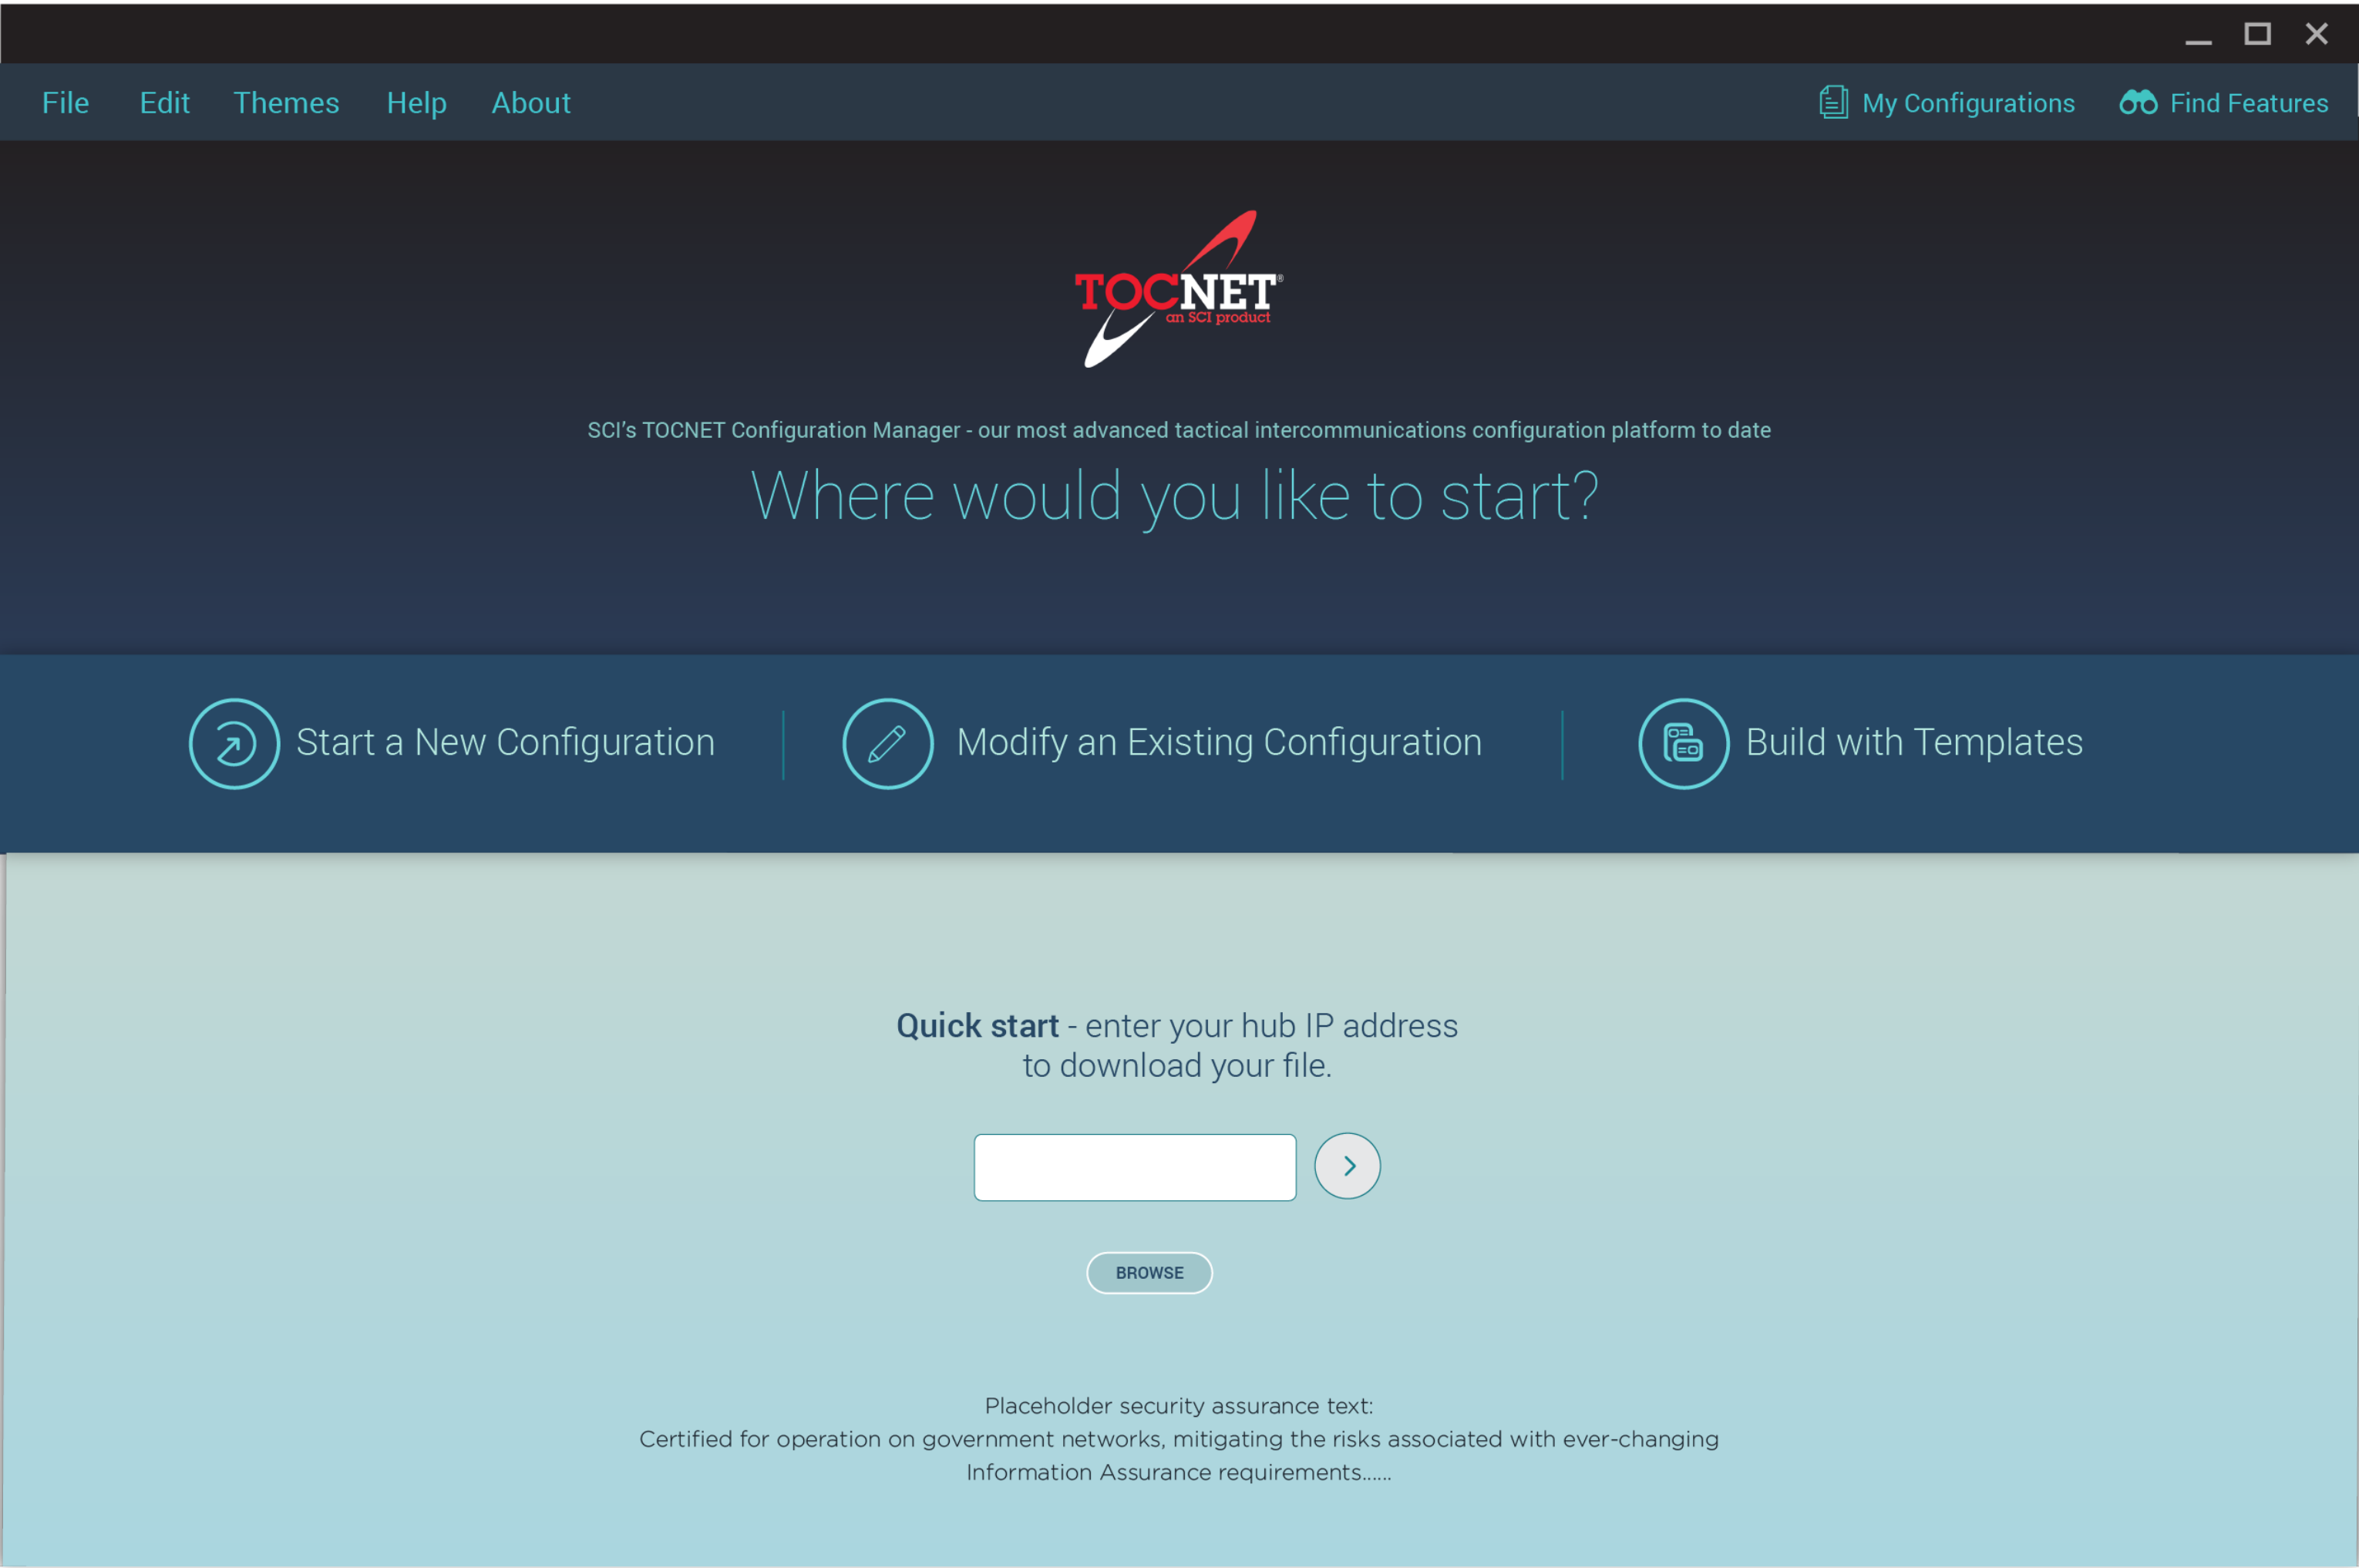 File Edit Themes Help About My Configurations Find Features
TOCNET®
an SCI product
SCI’s TOCNET Configuration Manager - our most advanced tactical intercommunications configuration platform to date
Where would you like to start?
Start a New Configuration Modify an Existing Configuration Build with Templates
Quick start - enter your hub IP address
to download your file.
BROWSE
Placeholder security assurance text:
Certified for operation on government networks, mitigating the risks associated with ever-changing
Information Assurance requirements......